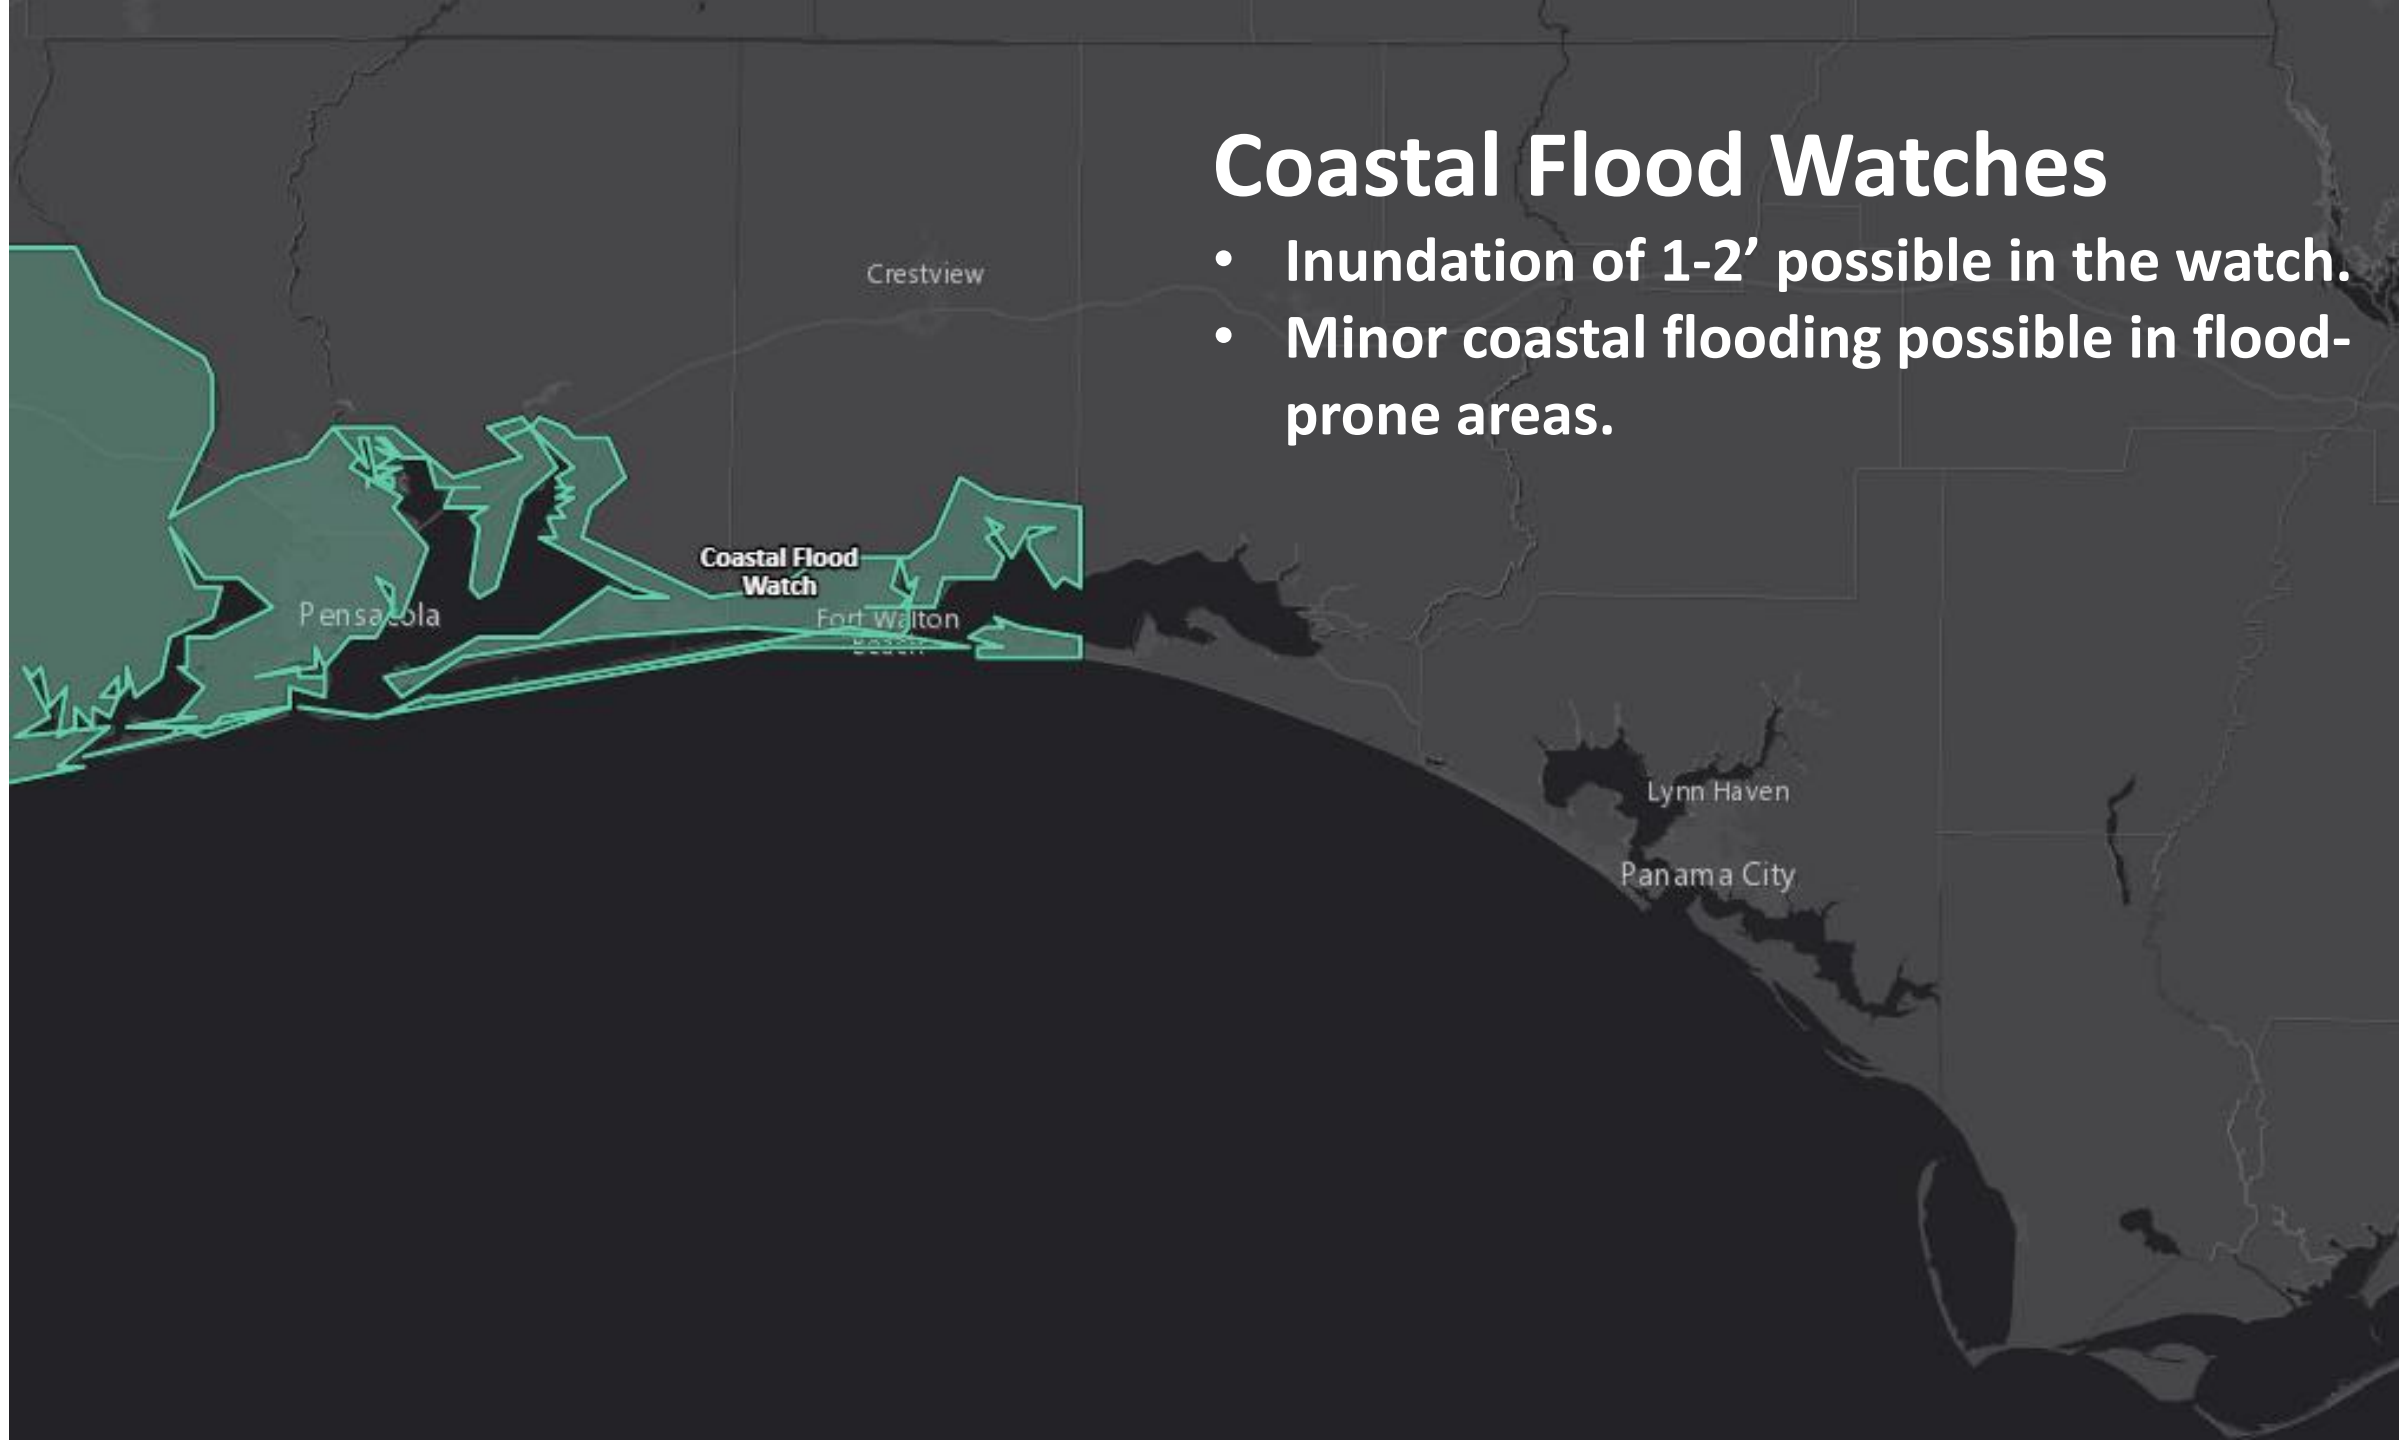 Coastal Flood Watches
• Inundation of 1-2’ possible in the watch.
• Minor coastal flooding possible in flood-
prone areas.
Crestview
Coastal Flood
Watch
Pensacola
Fort Walton
Beach
Lynn Haven
Panama City